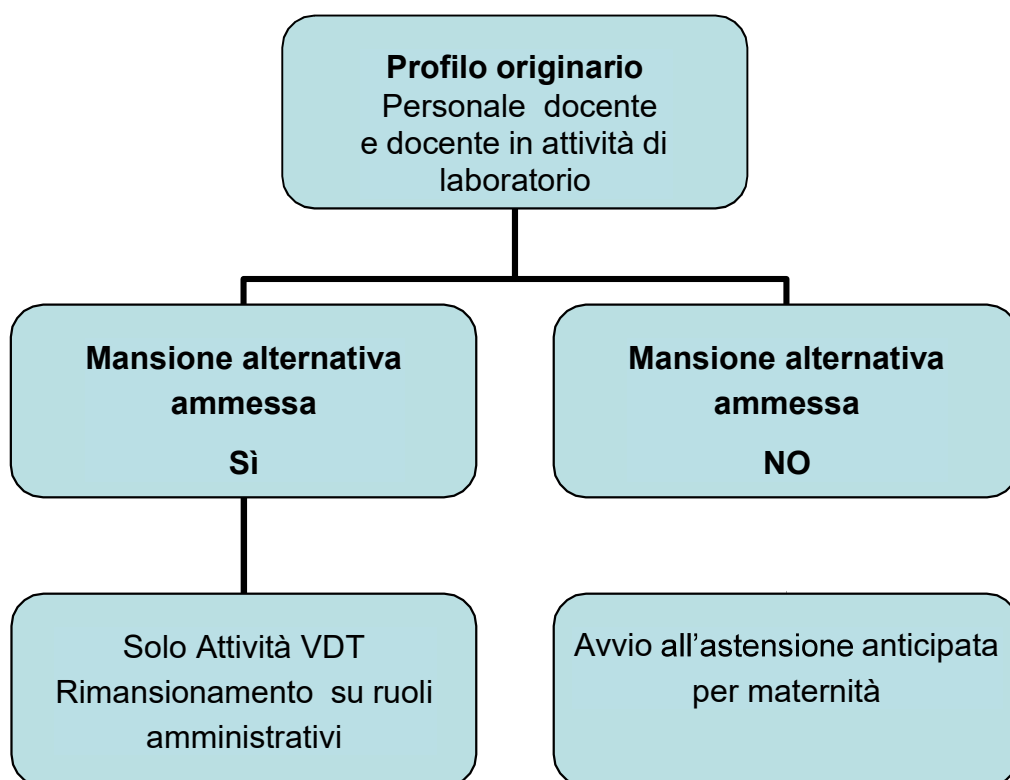 Profilo originario
Personale docente
e docente in attività di
laboratorio
Mansione alternativa
ammessa
Sì
Mansione alternativa
ammessa
NO
Solo Attività VDT
Rimansionamento su ruoli
amministrativi
Avvio all’astensione anticipata
per maternità